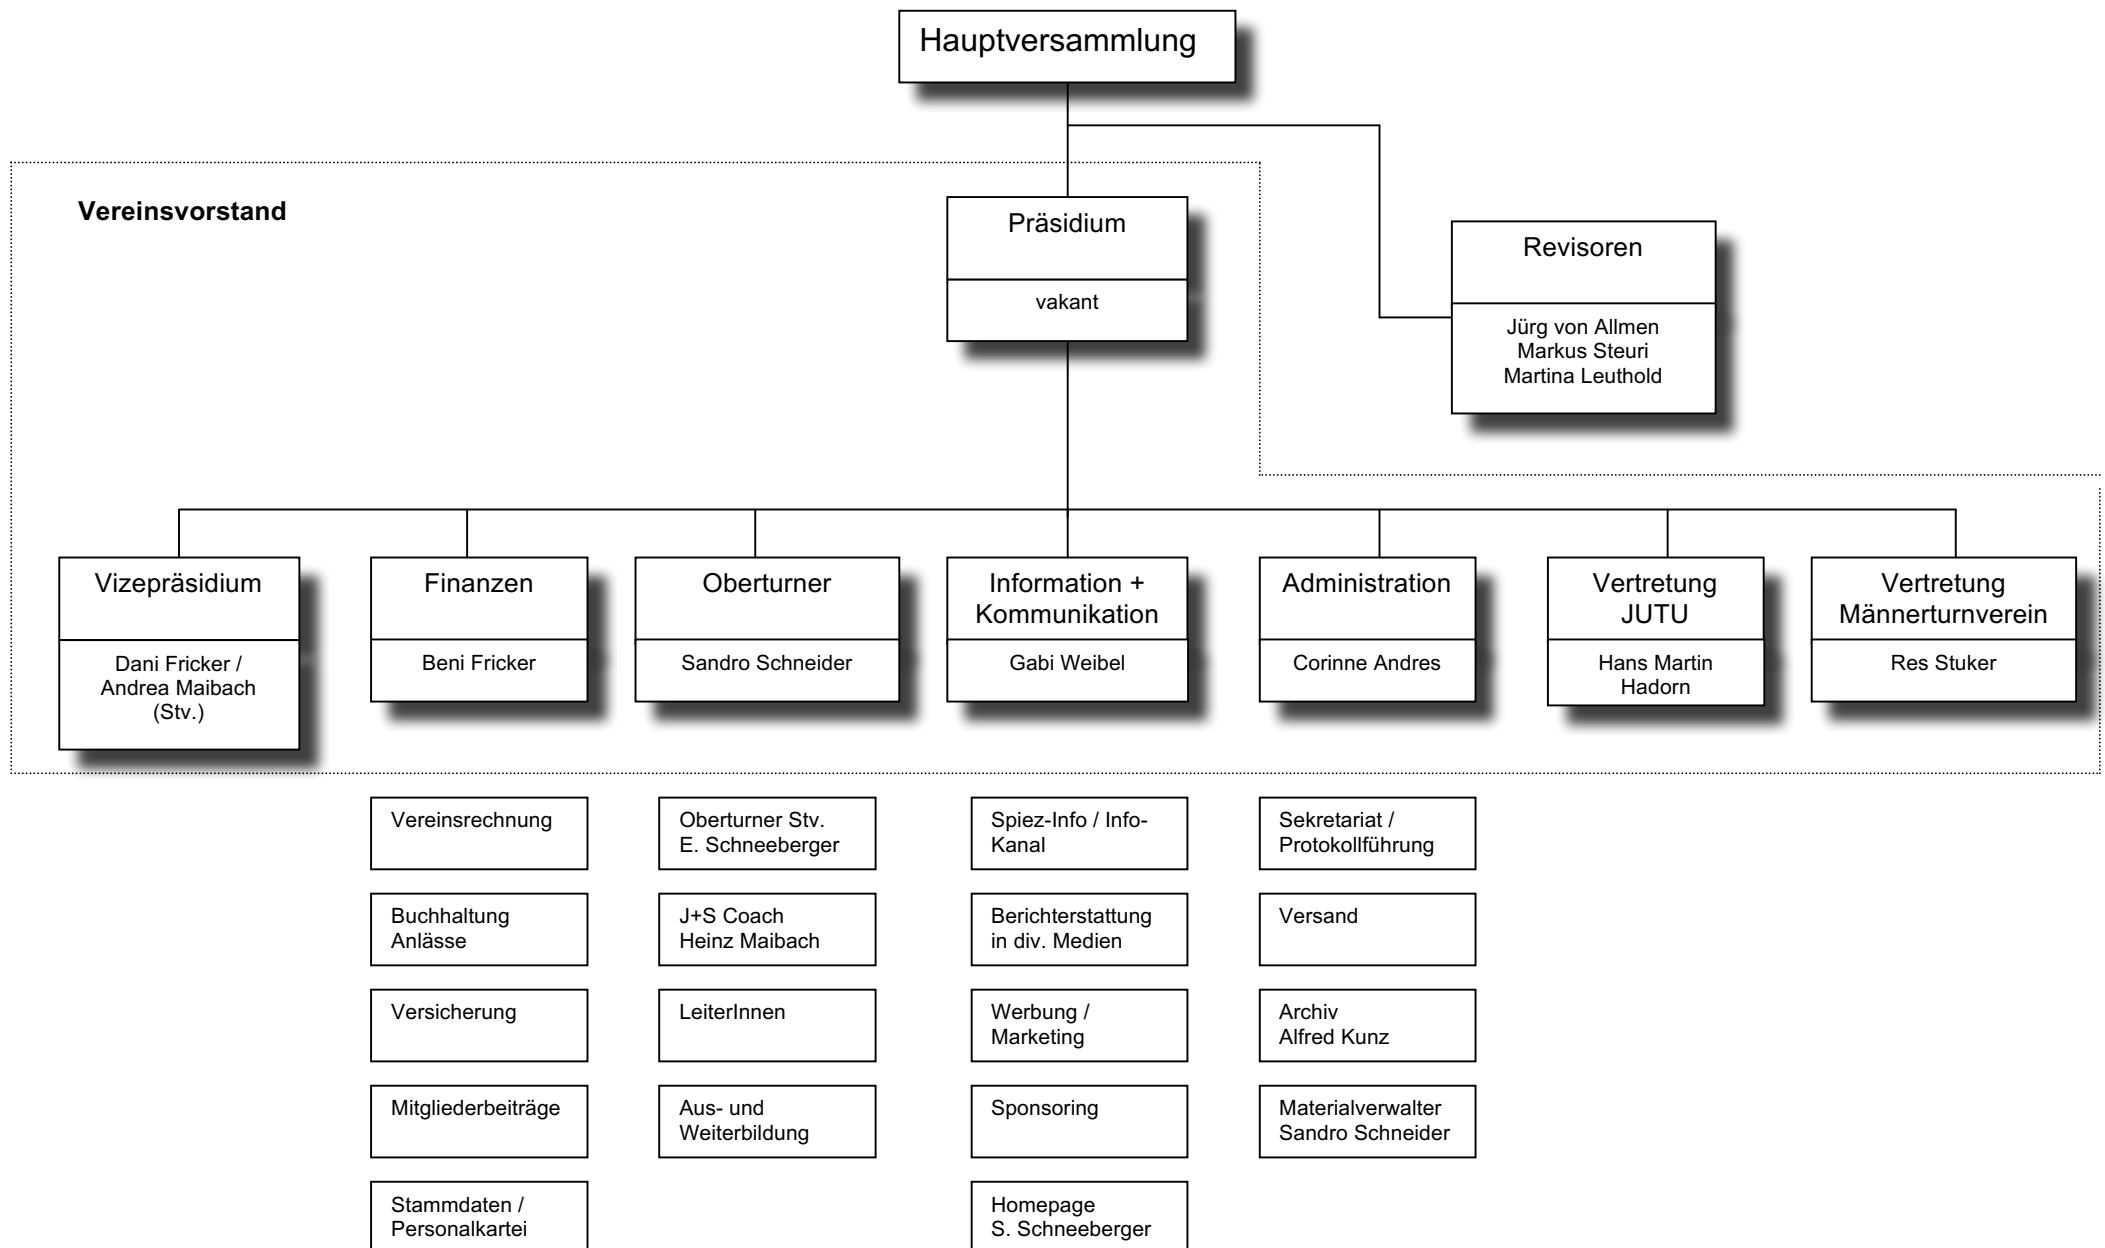 Hauptversammlung
Vereinsvorstand
Präsidium
vakant
Revisoren
Jürg von Allmen
Markus Steuri
Martina Leuthold
Vizepräsidium
Dani Fricker /
Andrea Maibach
(Stv.)
Finanzen
Beni Fricker
Oberturner
Sandro Schneider
Information +
Kommunikation
Gabi Weibel
Administration
Corinne Andres
Vertretung
JUTU
Hans Martin
Hadorn
Vertretung
Männerturnverein
Res Stuker
Vereinsrechnung
Buchhaltung
Anlässe
Versicherung
Mitgliederbeiträge
Stammdaten /
Personalkartei
Oberturner Stv.
E. Schneeberger
J+S Coach
Heinz Maibach
LeiterInnen
Aus- und
Weiterbildung
Spiez-Info / Info-
Kanal
Berichterstattung
in div. Medien
Werbung /
Marketing
Sponsoring
Homepage
S. Schneeberger
Sekretariat /
Protokollführung
Versand
Archiv
Alfred Kunz
Materialverwalter
Sandro Schneider